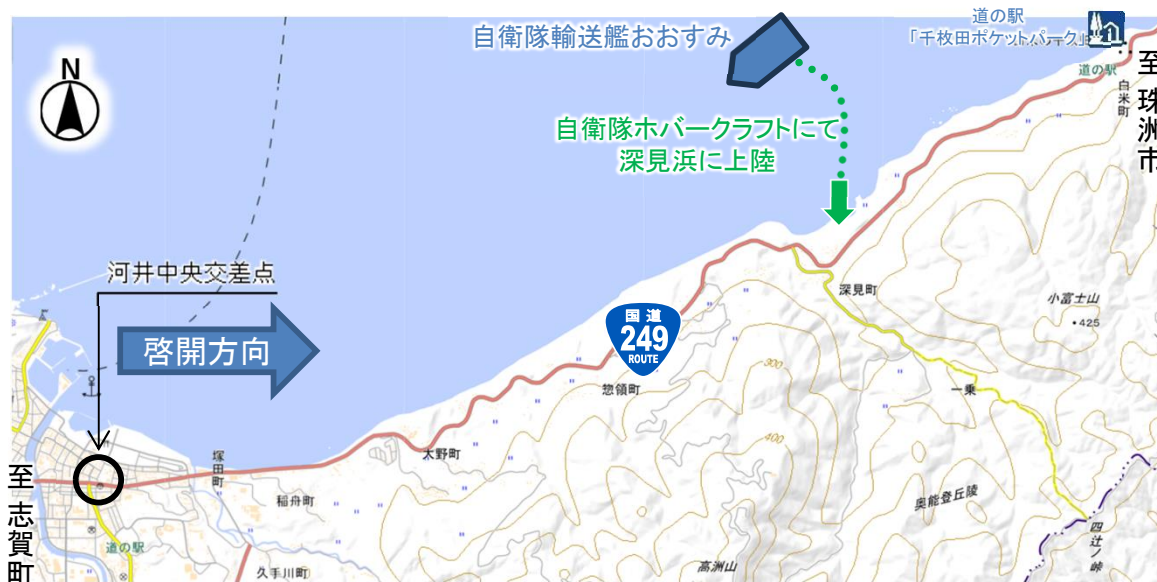 自衛隊輸送艦おおすみ
道の駅
「千枚田ポケットパーク」
道の駅
白米町
至珠洲市
N
自衛隊ホバークラフトにて
深見浜に上陸
河井中央交差点
啓開方向
国道
249
ROUTE
深見町
小富士山
・425
300
惣領町
一乗
400
大野町
塚田町
至志賀町
稲舟町
奥能登丘陵
道の駅
四辻ノ峠
久手川町
高洲山